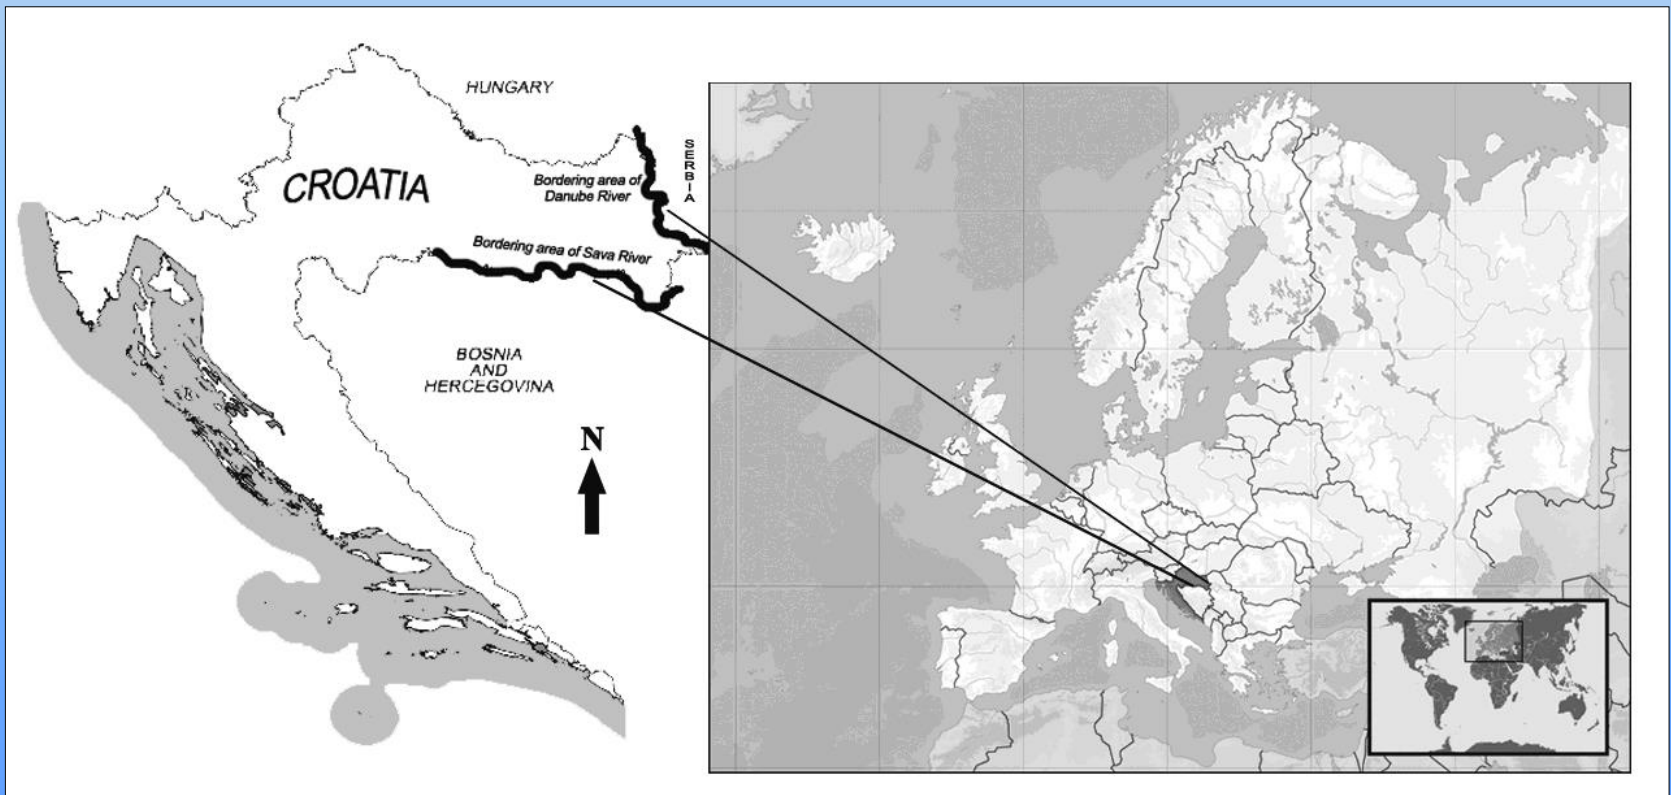 HUNGARY
SERBIA
CROATIA
Bordering area of
Danube River
Bordering area of Sava River
BOSNIA
AND
HERCEGOVINA
N